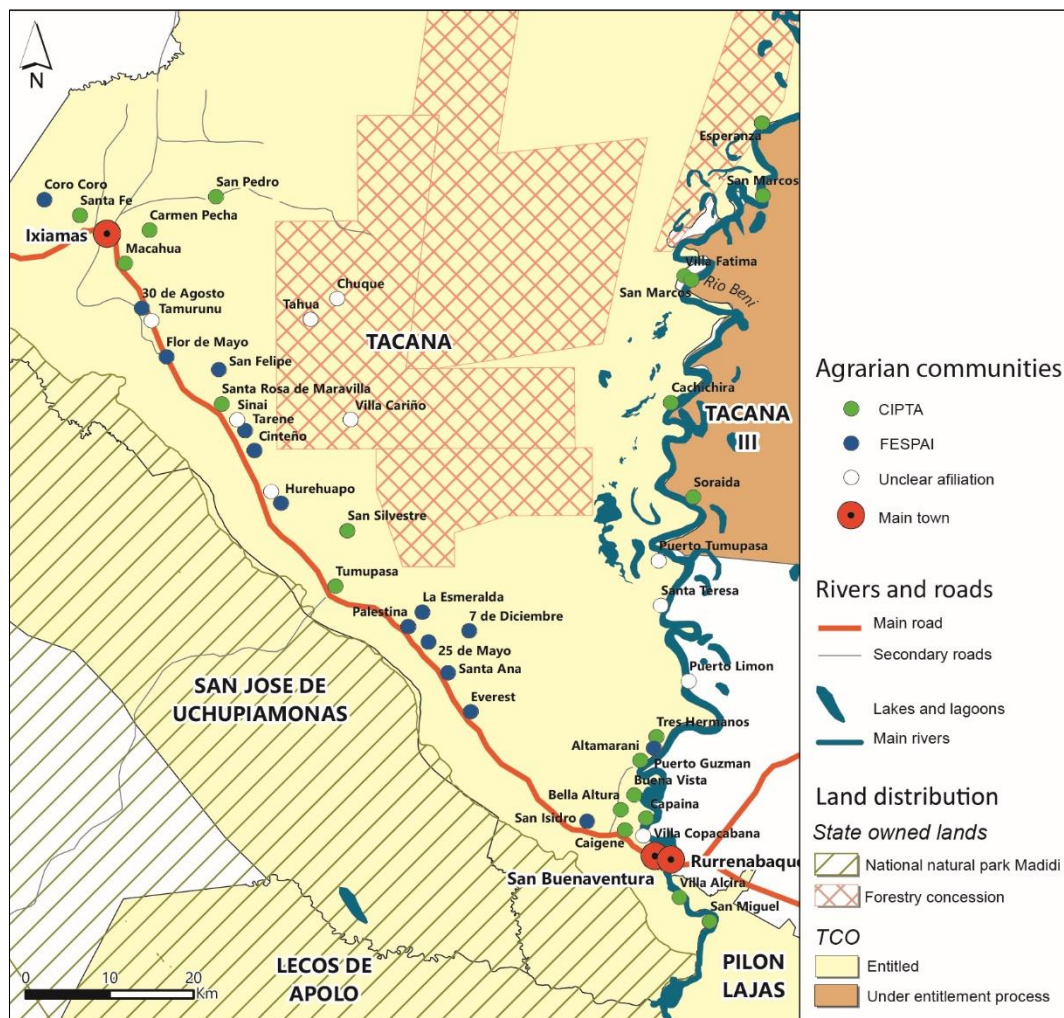 N
Esperanza
San Marcos
Coro Coro
Santa Fe
San Pedro
Carmen Pecha
Ixiamas
Macahua
Villa Fatima
San Marcos
Rio Beni
30 de Agosto
Tamurunu
Chuque
Tahua
TACANA
Flor de Mayo
San Felipe
Santa Rosa de Maravilla
Sinai
Tarene
Cinteño
Villa Cariño
Cachichira
TACANA
III
Hurehuapo
San Silvestre
Soraida
Puerto Tumupasa
Tumupasa
Santa Teresa
La Esmeralda
Palestina
7 de Diciembre
25 de Mayo
Santa Ana
Puerto Limon
SAN JOSE DE
UCHUPIAMONAS
Everest
Tres Hermanos
Altamarani
Puerto Guzman
Buena Vista
Bella Altura
Capaina
San Isidro
Caigene
Villa Copacabana
Rurrenabaque
San Buenaventura
Villa Alcira
San Miguel
LECOS DE
APOLO
PILON
LAJAS
0 10 20
Km
Agrarian communities
CIPTA
FESPAI
Unclear afiliation
Main town
Rivers and roads
Main road
Secondary roads
Lakes and lagoons
Main rivers
Land distribution
State owned lands
National natural park Madidi
Forestry concession
TCO
Entitled
Under entitlement process